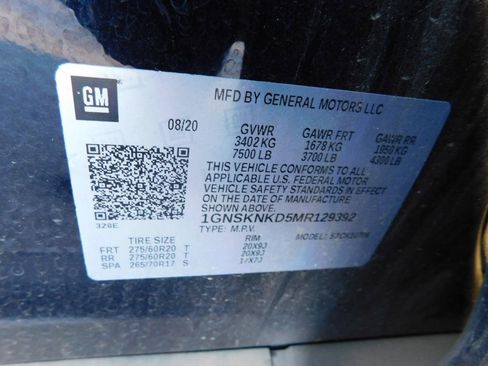 GM
MFD BY GENERAL MOTORS LLC
08/20 GVWR GAWR FRT GAWR RR
3402 KG 1678 KG 1950 KG
7500 LB 3700 LB 4300 LB
THIS VEHICLE CONFORMS TO ALL
APPLICABLE U.S. FEDERAL MOTOR
VEHICLE SAFETY STANDARDS IN EFFECT
ON THE DATE OF MANUFACTURE
SHOWN ABOVE.
1GNSKNKD5MR129392
TYPE: M.P.V. MODEL:
320E
TIRE SIZE RIM
FRT 275/60R20 T 20X9J
RR 275/60R20 T 20X9J
SPA 265/70R17 S 17X7J